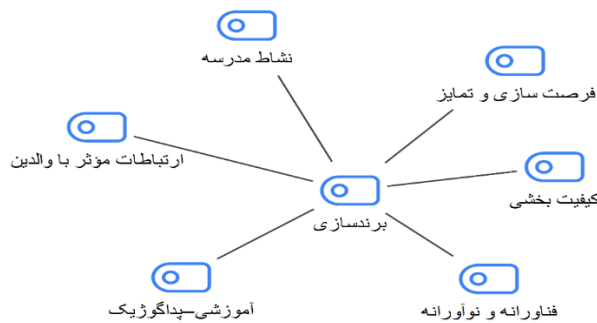 نشاط مدرسه
فرصت سازی و تمایز
ارتباطات مؤثر با والدین
کیفیت بخشی
برندسازی
آموزشی–پداگوژیک
فناورانه و نوآورانه